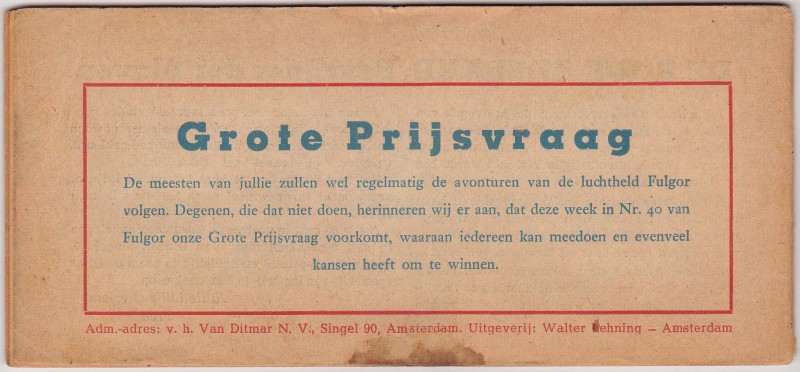 Grote Prijsvraag
De meesten van jullie zullen wel regelmatig de avonturen van de luchtheld Fulgor
volgen. Degenen, die dat niet doen, herinneren wij er aan, dat deze week in Nr. 40 van
Fulgor onze Grote Prijsvraag voorkomt, waaraan iedereen kan meedoen en evenveel
kansen heeft om te winnen.
Adm.-adres: v. h. Van Ditmar N. V., Singel 90, Amsterdam. Uitgeverij: Walter Lehning — Amsterdam